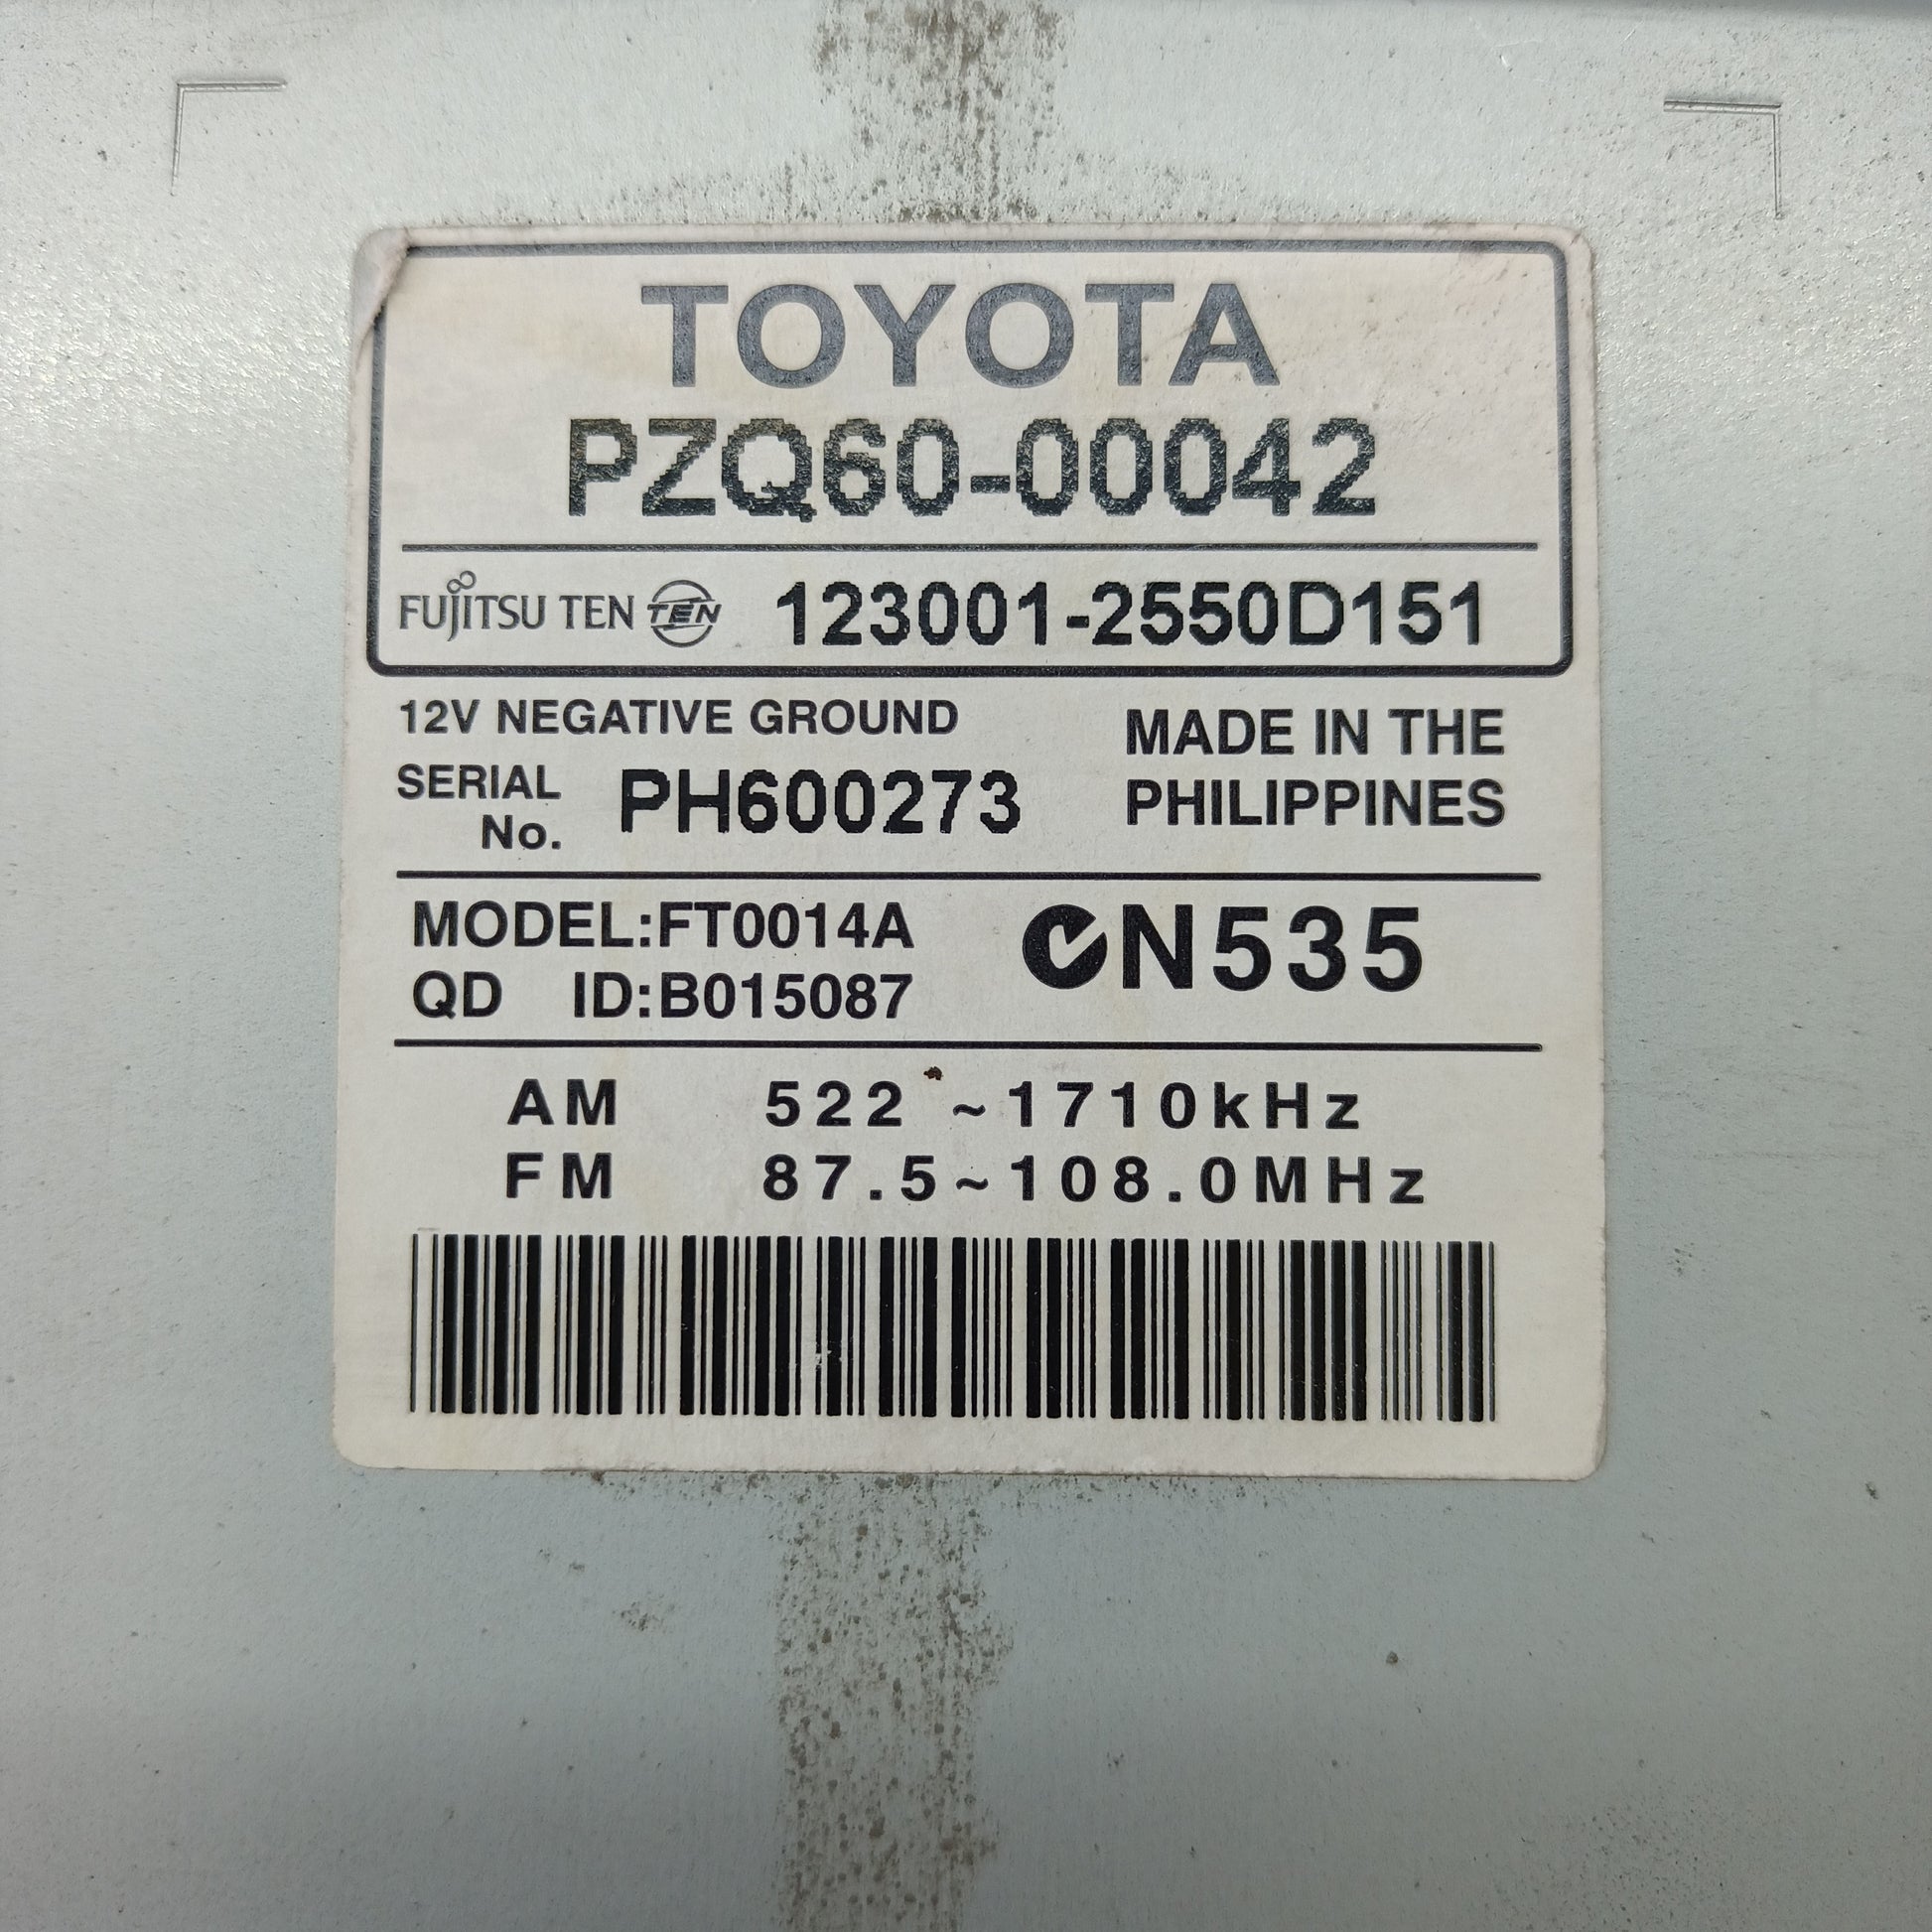 TOYOTA
PZQ60-00042
FUJITSU TEN TEN 123001-2550D151
12V NEGATIVE GROUND
SERIAL No. PH600273
MADE IN THE
PHILIPPINES
MODEL:FT0014A
QD ID:B015087
N535
AM 522 ~1710kHz
FM 87.5~108.0MHz